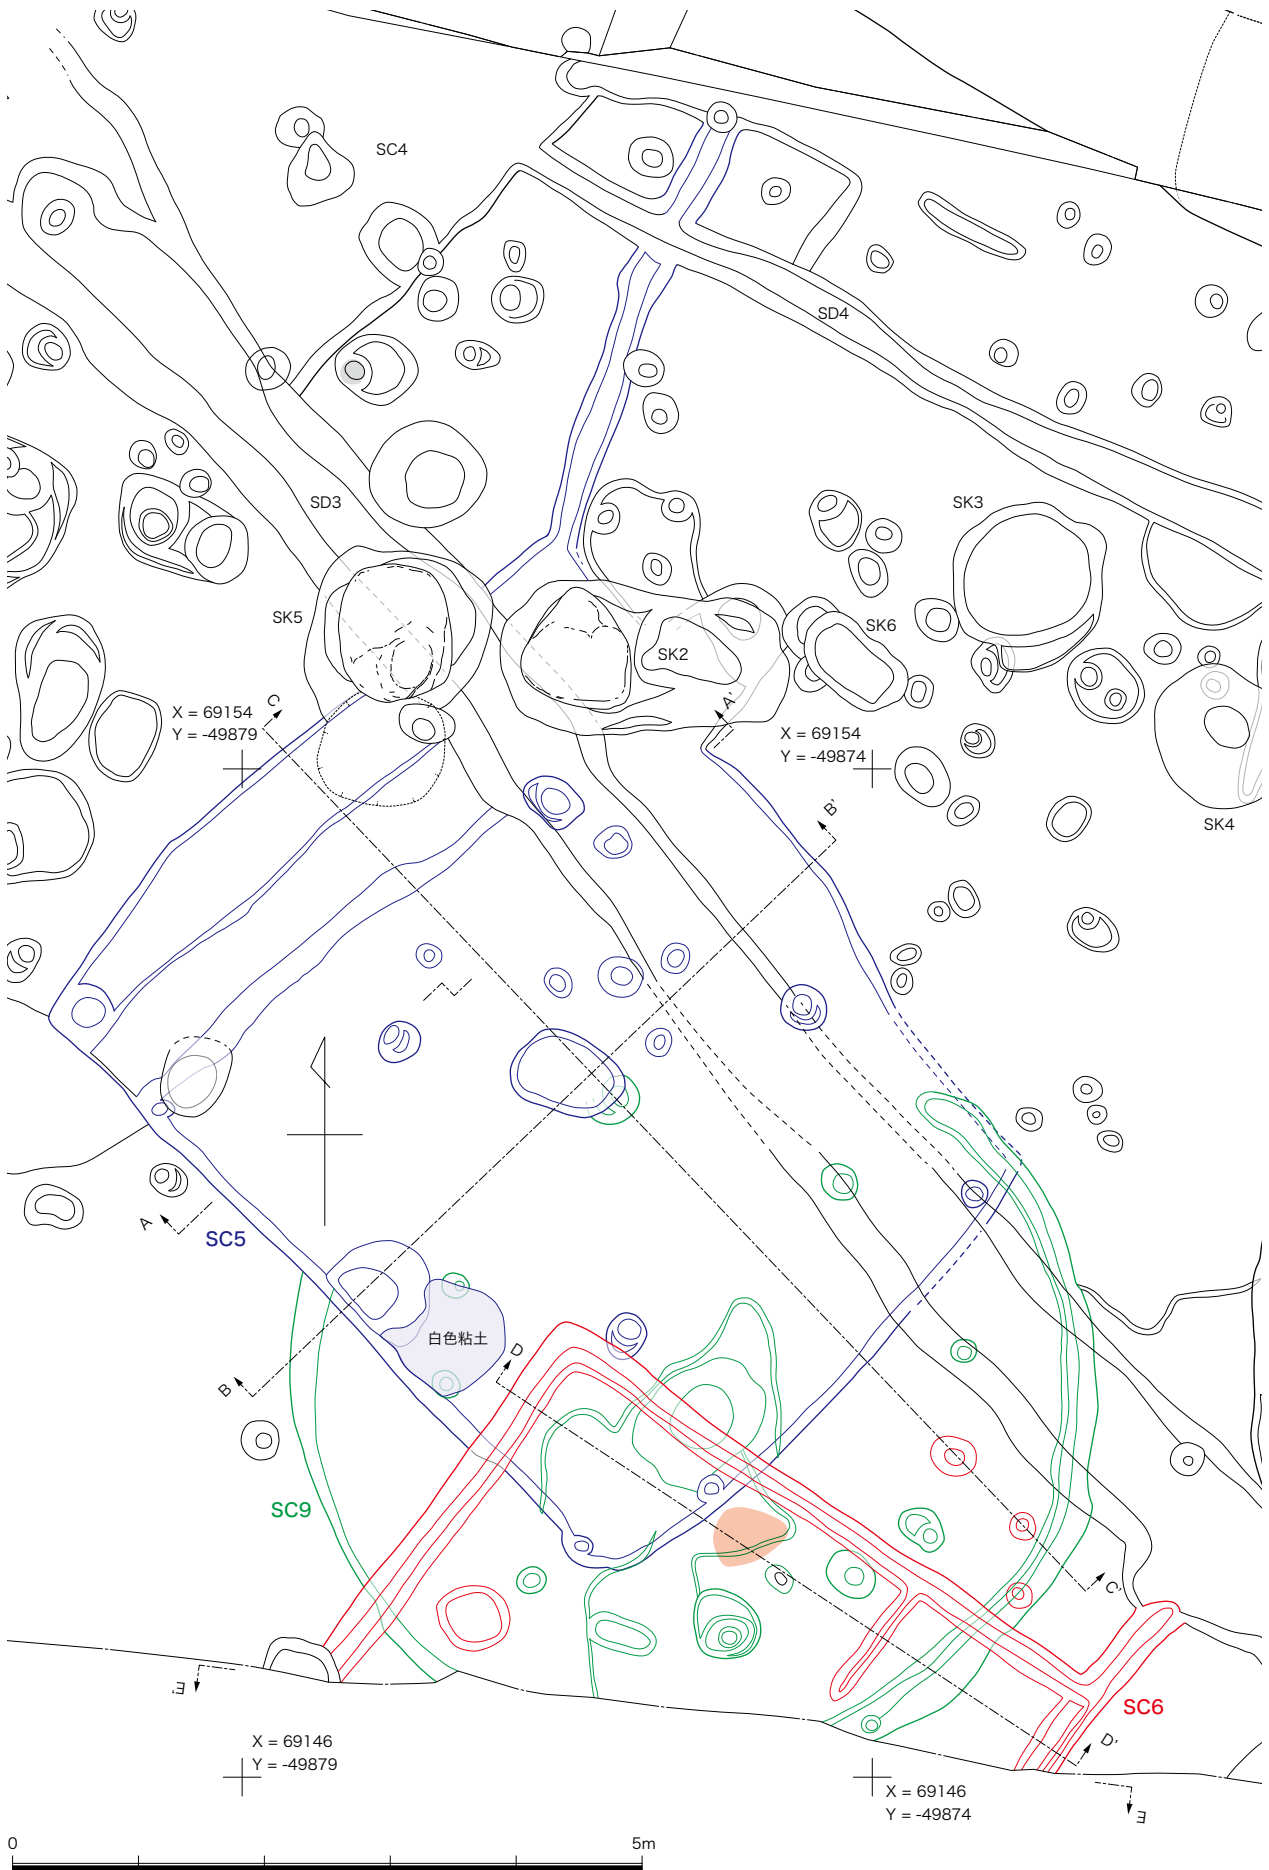 SC4
SD4
SD3
SK3
SK5
SK6
SK2
C
A'
X = 69154
Y = -49879
X = 69154
Y = -49874
B'
SK4
A
SC5
白色粘土
D
B
SC9
C'
E'
SC6
D'
X = 69146
Y = -49879
X = 69146
Y = -49874
E
0
5m